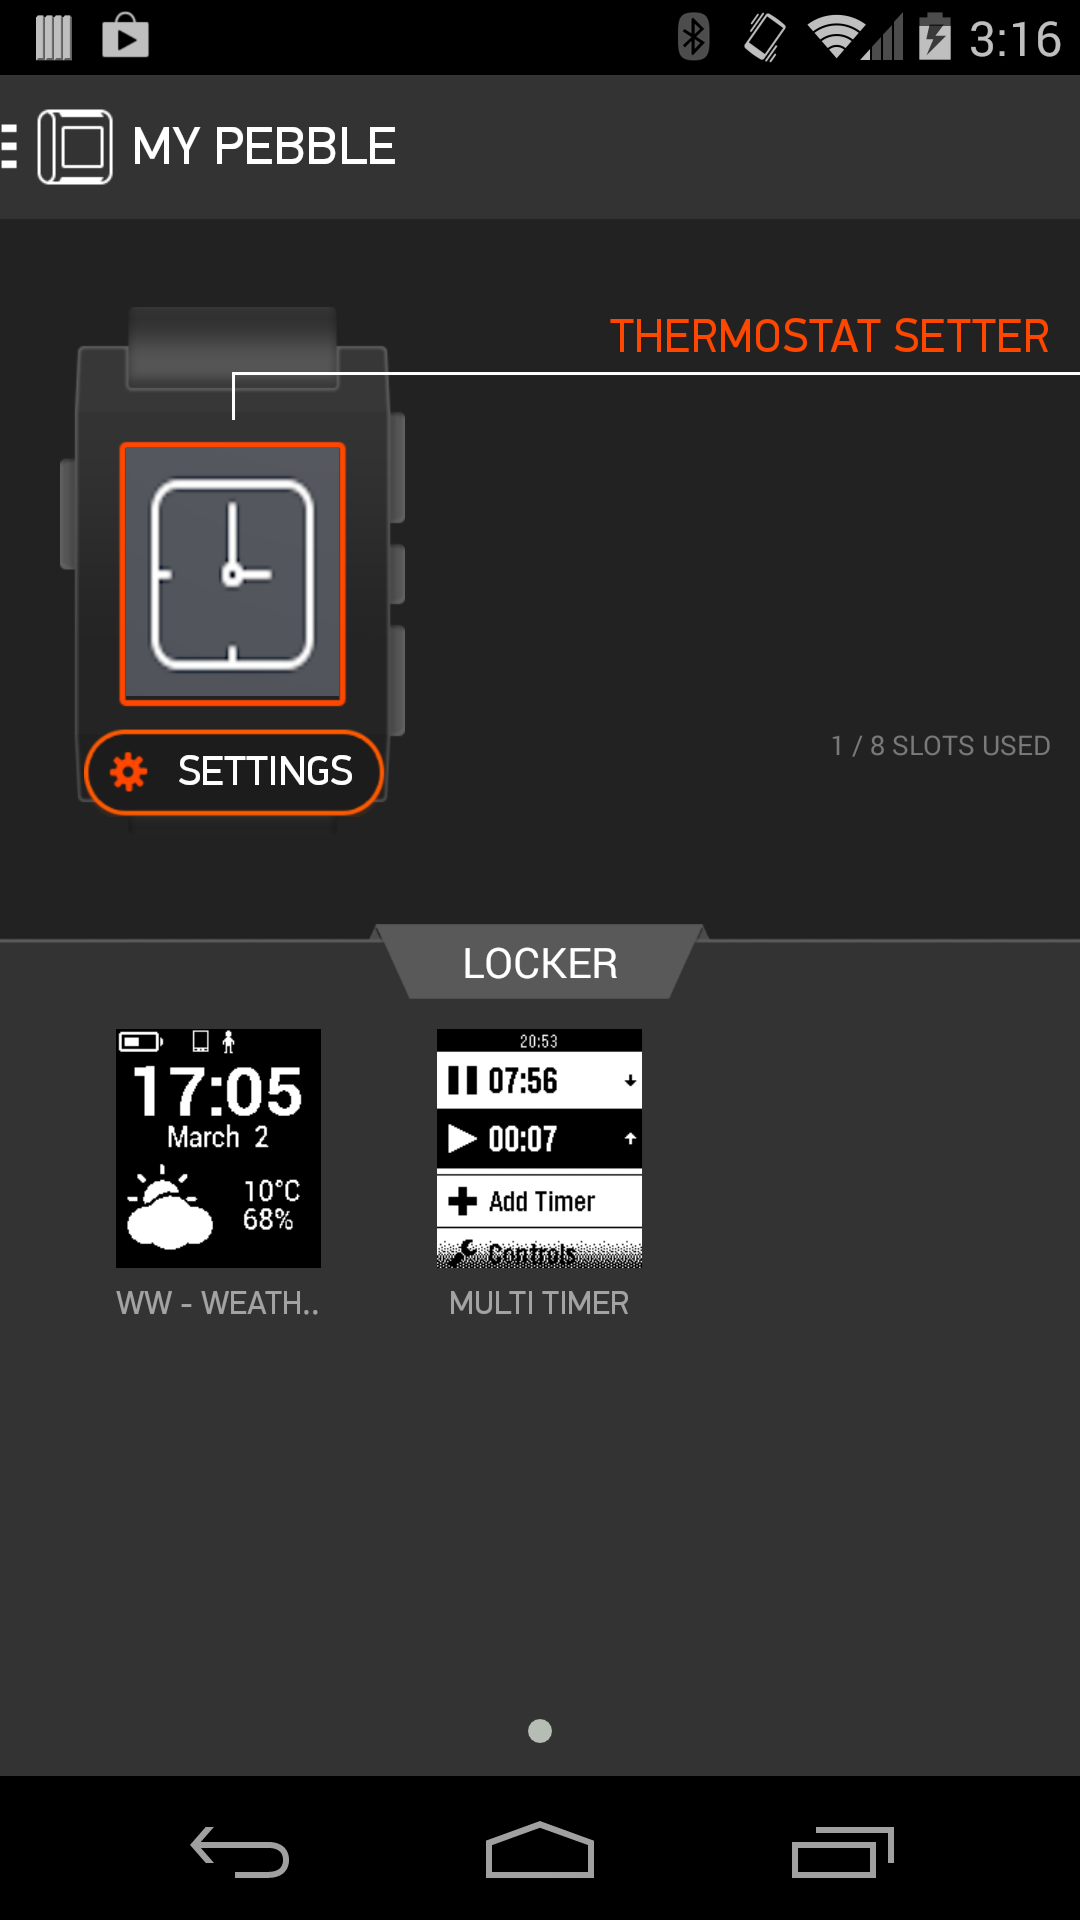 3:16
MY PEBBLE
THERMOSTAT SETTER
SETTINGS
1 / 8 SLOTS USED
LOCKER
17:05
March 2
10°C
68%
WW - WEATH..
20:53
07:56
00:07
Add Timer
Controls
MULTI TIMER